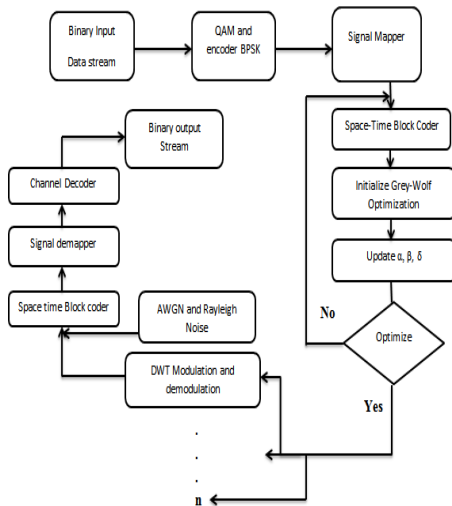 Binary Input
Data stream
QAM and
encoder BPSK
Signal Mapper
Space-Time Block Coder
Initialize Grey-Wolf
Optimization
Update α, β, δ
Optimize
No
Yes
Binary output
Stream
Channel Decoder
Signal demapper
Space time Block coder
AWGN and Rayleigh
Noise
DWT Modulation and
demodulation
.
.
.
n